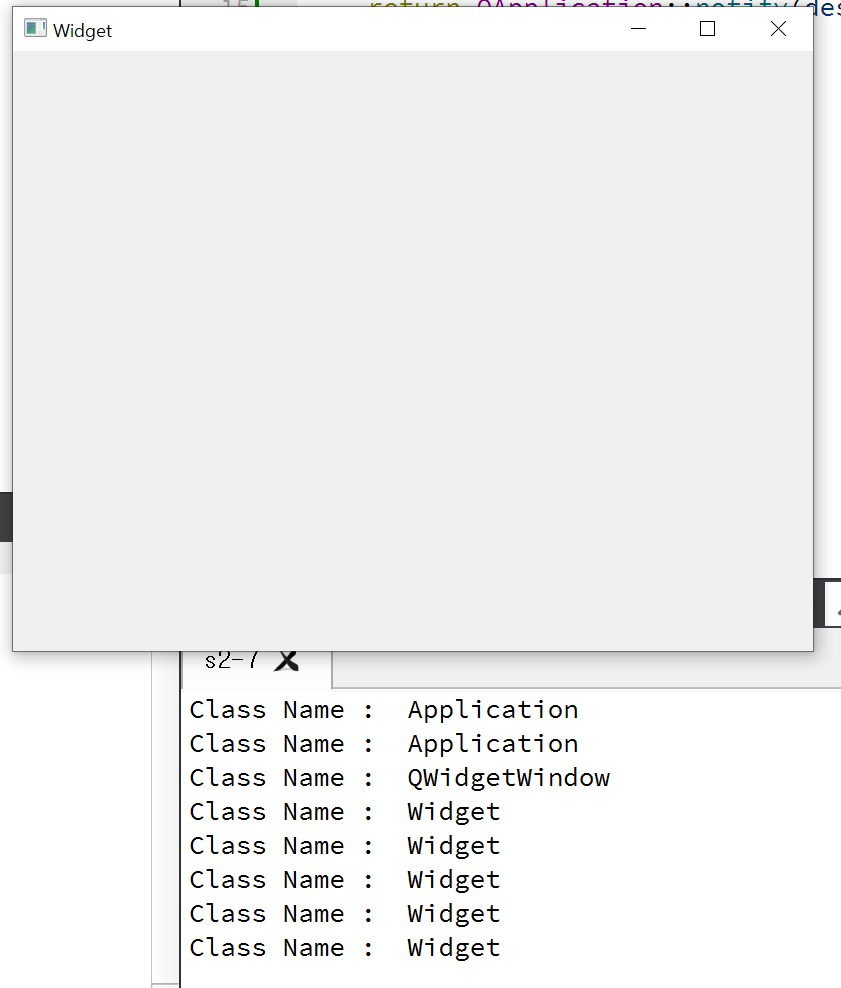 return QApplication::notify(des
Widget
s2-7
Class Name :  Application
Class Name :  Application
Class Name :  QWidgetWindow
Class Name :  Widget
Class Name :  Widget
Class Name :  Widget
Class Name :  Widget
Class Name :  Widget